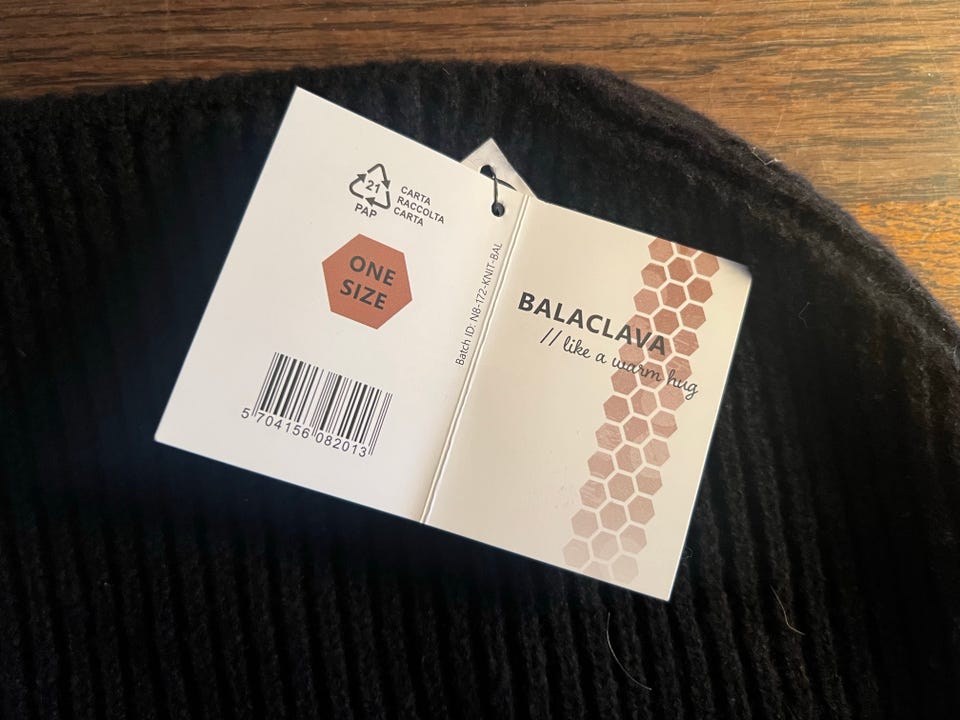 21
PAP
CARTA
RACCOLTA
CARTA
ONE
SIZE
5 704156 082013
Batch ID: N8-172-KNIT-BAL
BALACLAVA
// like a warm hug